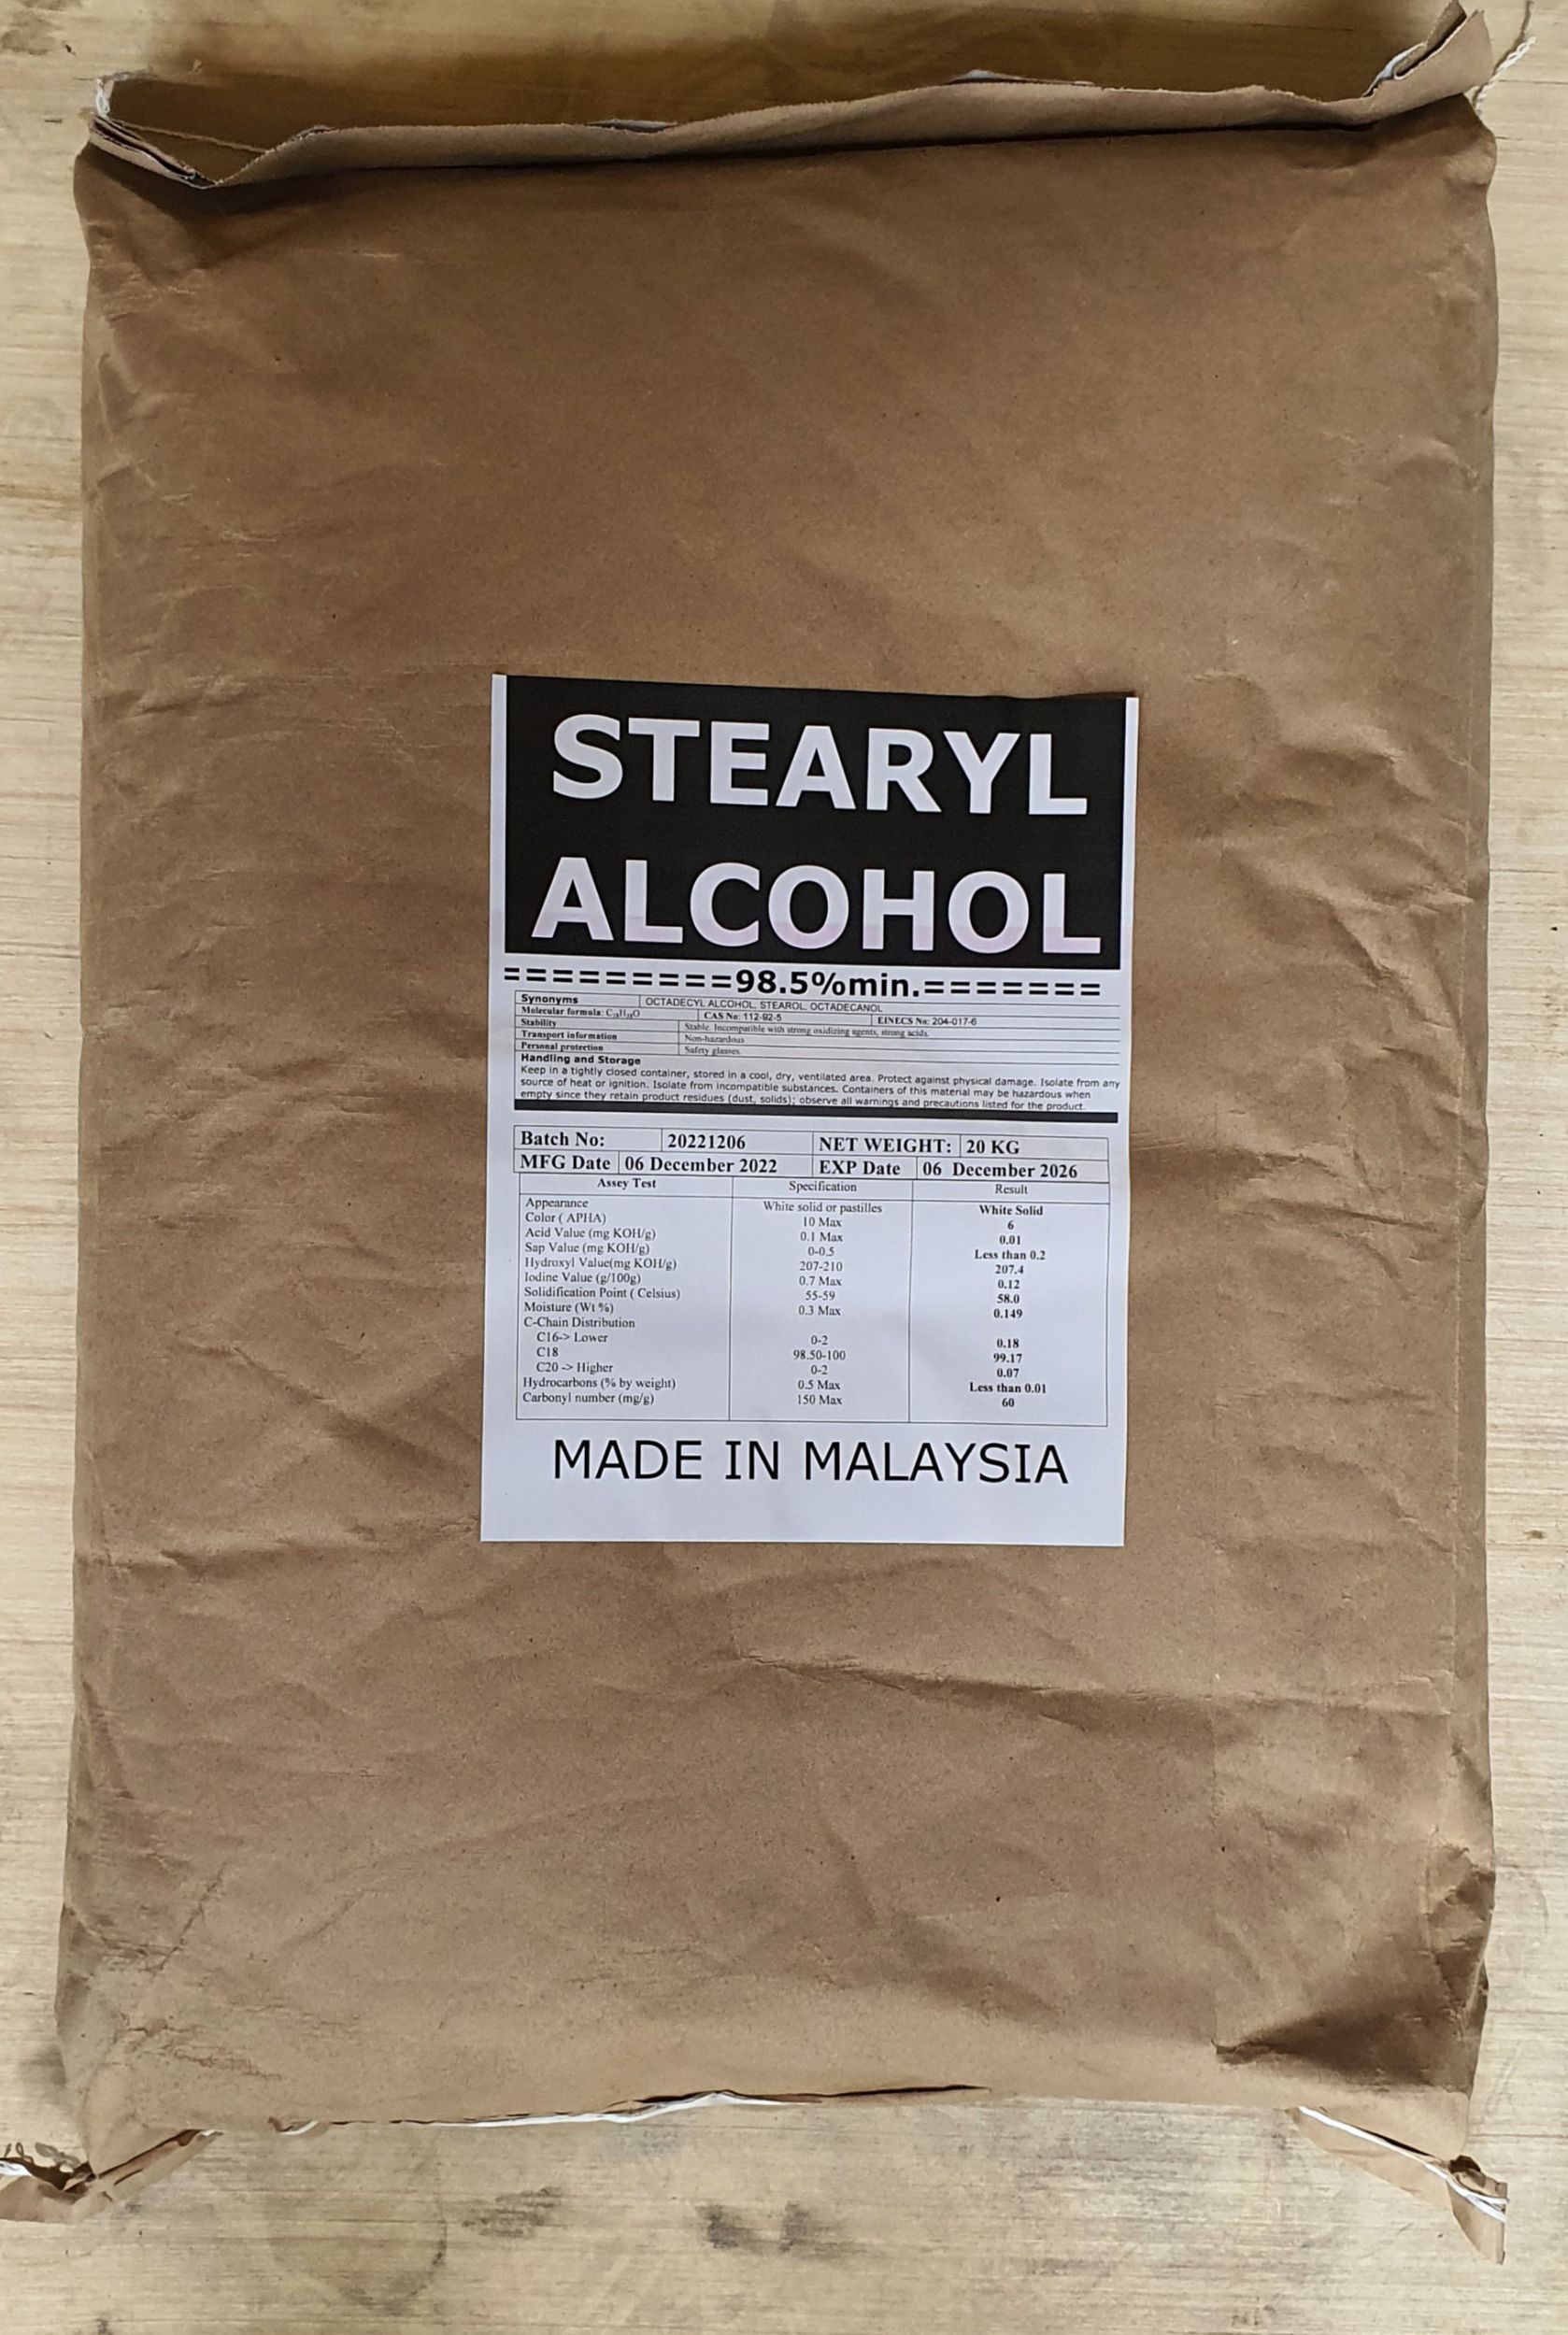 STEARYL
ALCOHOL
=========98.5%min.=======
Synonyms OCTADECYL ALCOHOL, STEAROL, OCTADECANOL
Molecular formula: C₁₈H₃₈O CAS No: 112-92-5 EINECS No: 204-017-6
Stability Stable. Incompatible with strong oxidizing agents, strong acids.
Transport information Non-hazardous
Personal protection Safety glasses.
Handling and Storage
Keep in a tightly closed container, stored in a cool, dry, ventilated area. Protect against physical damage. Isolate from any
source of heat or ignition. Isolate from incompatible substances. Containers of this material may be hazardous when
empty since they retain product residues (dust, solids); observe all warnings and precautions listed for the product.
Batch No: 20221206 NET WEIGHT: 20 KG
MFG Date 06 December 2022 EXP Date 06 December 2026
Assey Test Specification Result
Appearance White solid or pastilles White Solid
Color ( APHA) 10 Max 6
Acid Value (mg KOH/g) 0.1 Max 0.01
Sap Value (mg KOH/g) 0-0.5 Less than 0.2
Hydroxyl Value(mg KOH/g) 207-210 207.4
Iodine Value (g/100g) 0.7 Max 0.12
Solidification Point ( Celsius) 55-59 58.0
Moisture (Wt %) 0.3 Max 0.149
C-Chain Distribution
C16-> Lower 0-2 0.18
C18 98.50-100 99.17
C20 -> Higher 0-2 0.07
Hydrocarbons (% by weight) 0.5 Max Less than 0.01
Carbonyl number (mg/g) 150 Max 60
MADE IN MALAYSIA